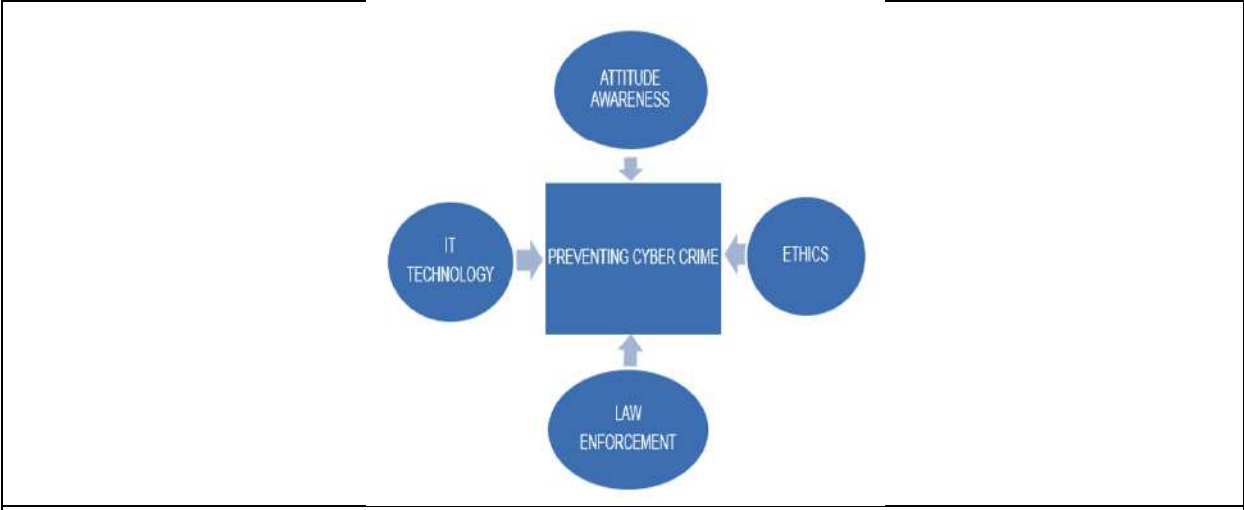 ATTITUDE
AWARENESS
IT
TECHNOLOGY
PREVENTING CYBER CRIME
ETHICS
LAW
ENFORCEMENT